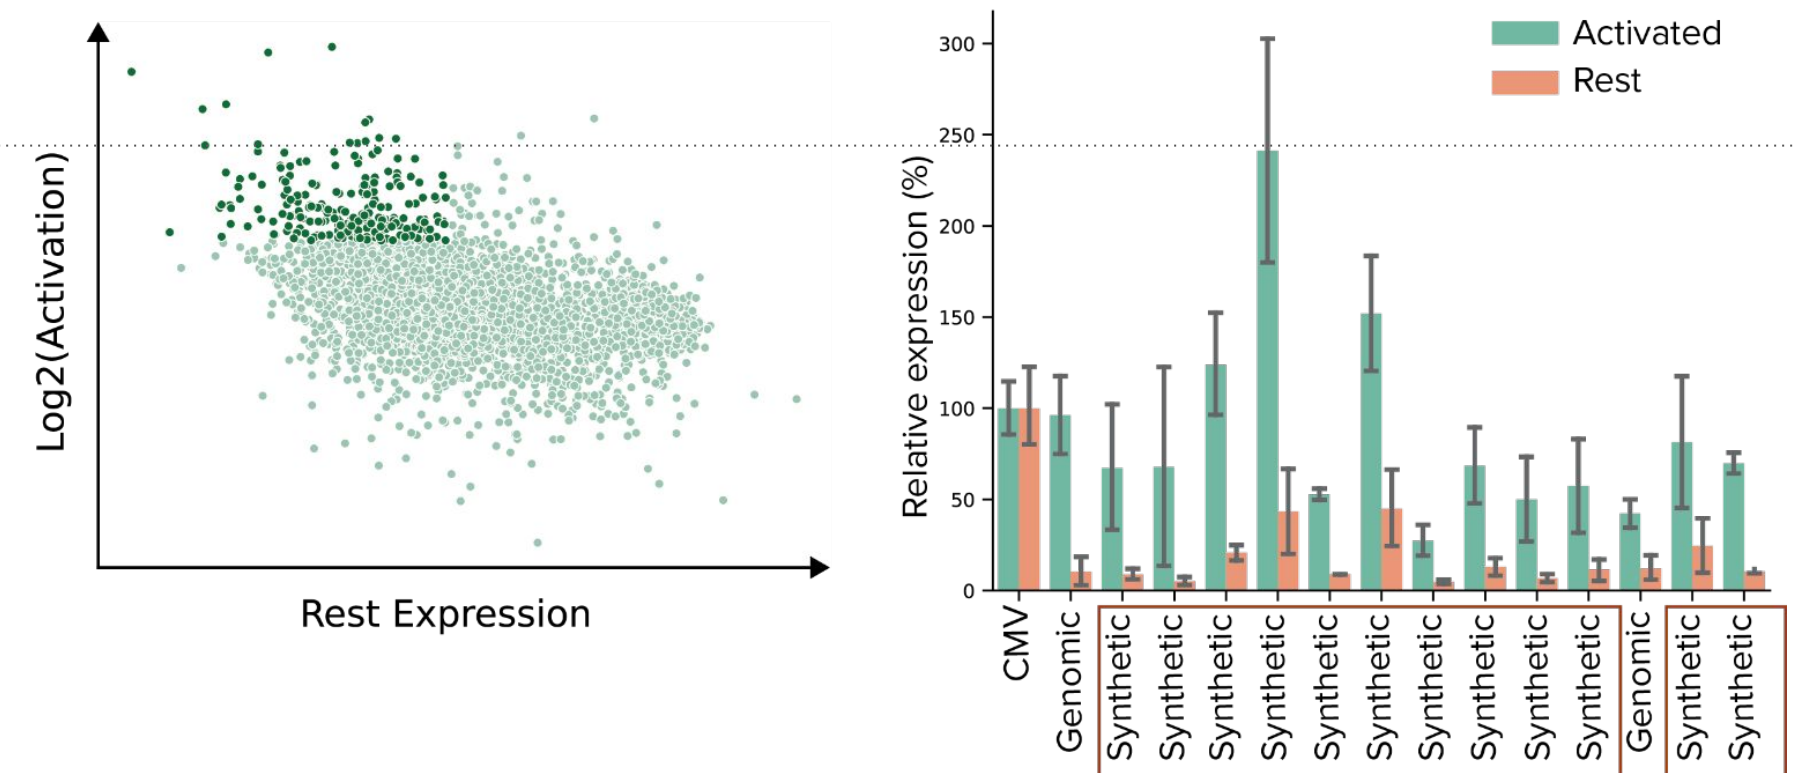 Log2(Activation)
Rest Expression
Relative expression (%)
300
250
200
150
100
50
0
Activated
Rest
CMV
Genomic
Synthetic
Synthetic
Synthetic
Synthetic
Synthetic
Synthetic
Synthetic
Synthetic
Synthetic
Synthetic
Genomic
Synthetic
Synthetic